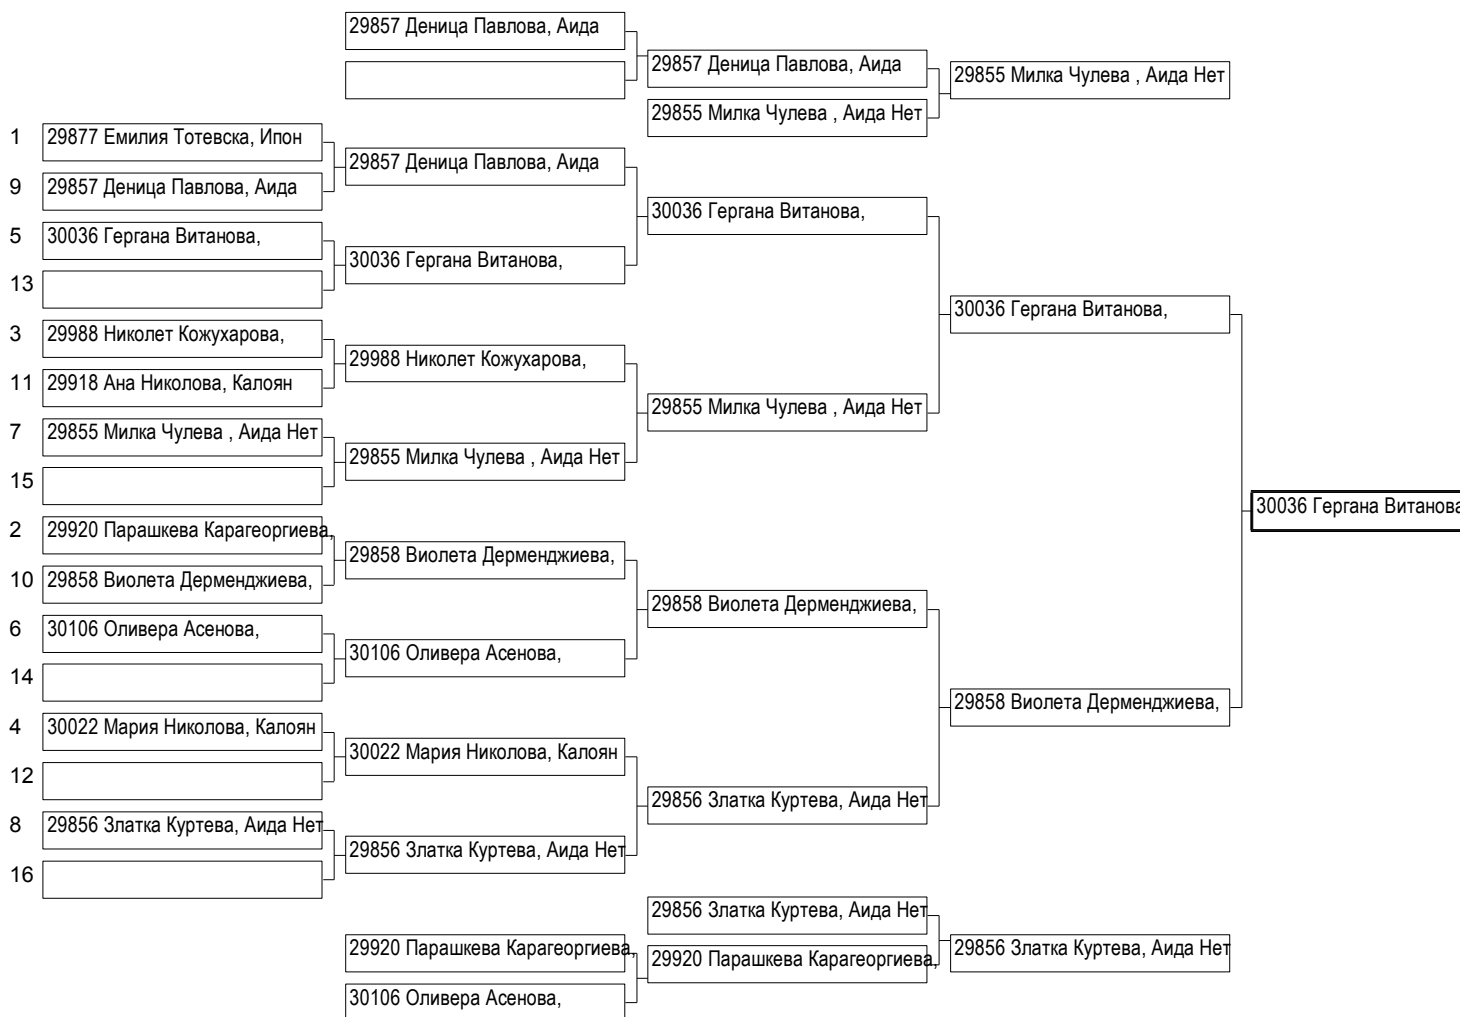 29857 Деница Павлова, Аида
29857 Деница Павлова, Аида
29855 Милка Чулева , Аида Нет
29855 Милка Чулева , Аида Нет
1 29877 Емилия Тотевска, Ипон
29857 Деница Павлова, Аида
9 29857 Деница Павлова, Аида
30036 Гергана Витанова,
5 30036 Гергана Витанова,
30036 Гергана Витанова,
13
30036 Гергана Витанова,
3 29988 Николет Кожухарова,
29988 Николет Кожухарова,
11 29918 Ана Николова, Калоян
29855 Милка Чулева , Аида Нет
7 29855 Милка Чулева , Аида Нет
29855 Милка Чулева , Аида Нет
15
30036 Гергана Витанова
2 29920 Парашкева Карагеоргиева,
29858 Виолета Дерменджиева,
10 29858 Виолета Дерменджиева,
29858 Виолета Дерменджиева,
6 30106 Оливера Асенова,
30106 Оливера Асенова,
14
29858 Виолета Дерменджиева,
4 30022 Мария Николова, Калоян
30022 Мария Николова, Калоян
12
29856 Златка Куртева, Аида Нет
8 29856 Златка Куртева, Аида Нет
29856 Златка Куртева, Аида Нет
16
29856 Златка Куртева, Аида Нет
29920 Парашкева Карагеоргиева,
29920 Парашкева Карагеоргиева,
29856 Златка Куртева, Аида Нет
30106 Оливера Асенова,